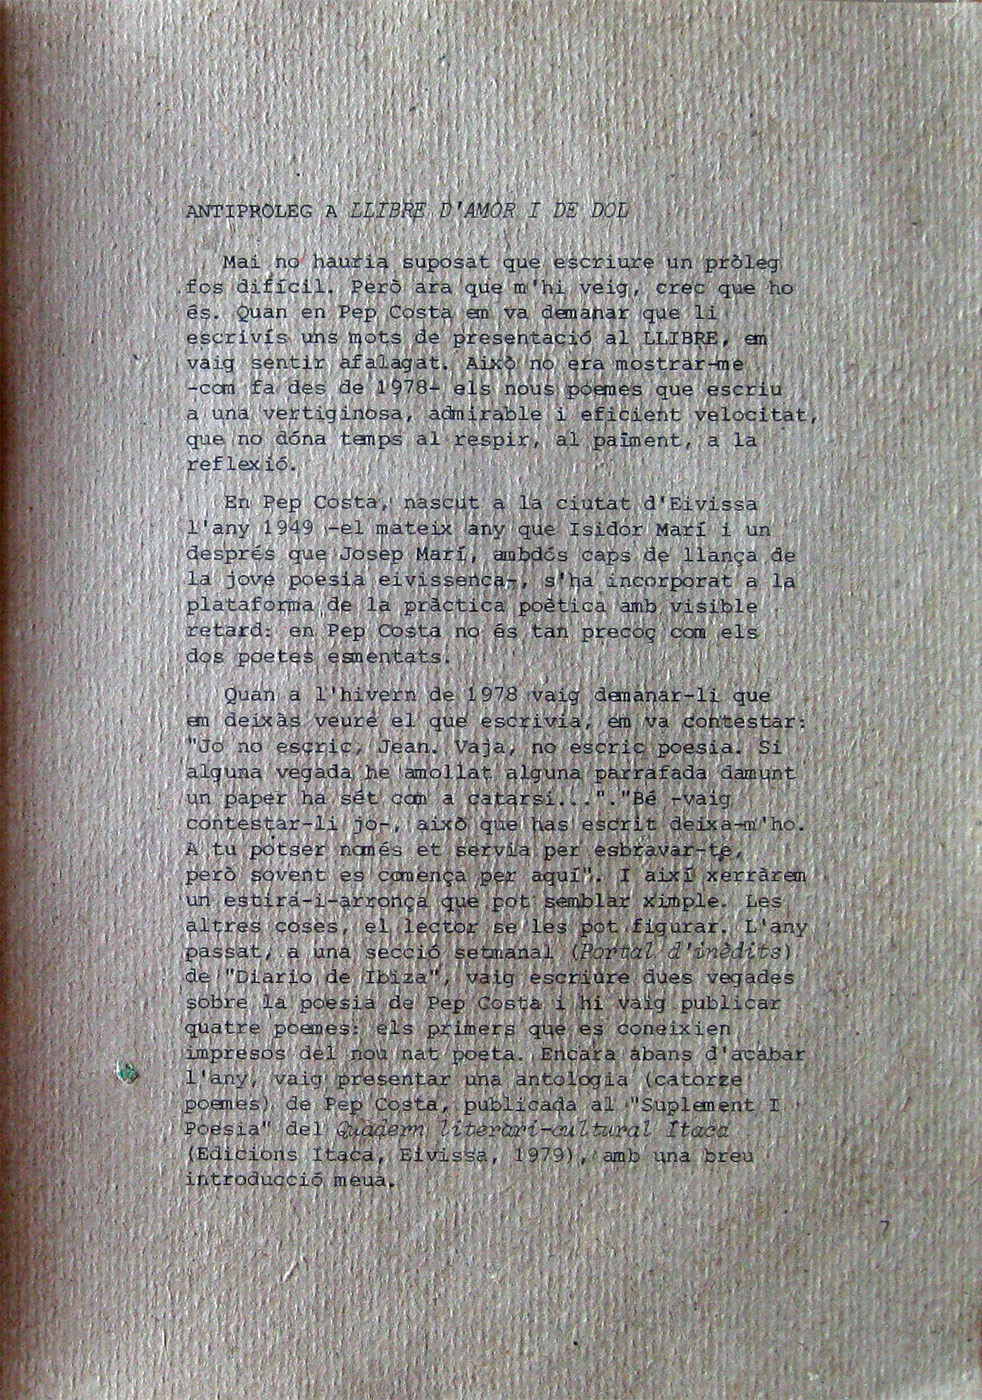 ANTIPRÒLEG A LLIBRE D'AMOR I DE DOL
Mai no hauria suposat que escriure un pròleg
fos difícil. Però ara que m'hi veig, crec que ho
és. Quan en Pep Costa em va demanar que li
escrivís uns mots de presentació al LLIBRE, em
vaig sentir afalagat. Això no era mostrar-me
-com fa des de 1978- els nous poemes que escriu
a una vertiginosa, admirable i eficient velocitat,
que no dóna temps al respir, al païment, a la
reflexió.
En Pep Costa, nascut a la ciutat d'Eivissa
l'any 1949 -el mateix any que Isidor Marí i un
després que Josep Marí, ambdós caps de llança de
la jove poesia eivissenca-, s'ha incorporat a la
plataforma de la pràctica poètica amb visible
retard: en Pep Costa no és tan precoç com els
dos poetes esmentats.
Quan a l'hivern de 1978 vaig demanar-li que
em deixàs veure el que escrivia, em va contestar:
"Jo no escric, Jean. Vaja, no escric poesia. Si
alguna vegada he amollat alguna parrafada damunt
un paper ha sét com a catarsi..."."Bé -vaig
contestar-li jo-, això que has escrit deixa-m'ho.
A tu potser només et servia per esbravar-te,
però sovent es comença per aquí". I així xerràrem
un estira-i-arronça que pot semblar ximple. Les
altres coses, el lector se les pot figurar. L'any
passat, a una secció setmanal (Portal d'inèdits)
de "Diario de Ibiza", vaig escriure dues vegades
sobre la poesia de Pep Costa i hi vaig publicar
quatre poemes: els primers que es coneixien
impresos del nou nat poeta. Encara abans d'acabar
l'any, vaig presentar una antologia (catorze
poemes) de Pep Costa, publicada al "Suplement I
Poesia" del Quadern literari-cultural Itaca
(Edicions Itaca, Eivissa, 1979), amb una breu
introducció meua.
7